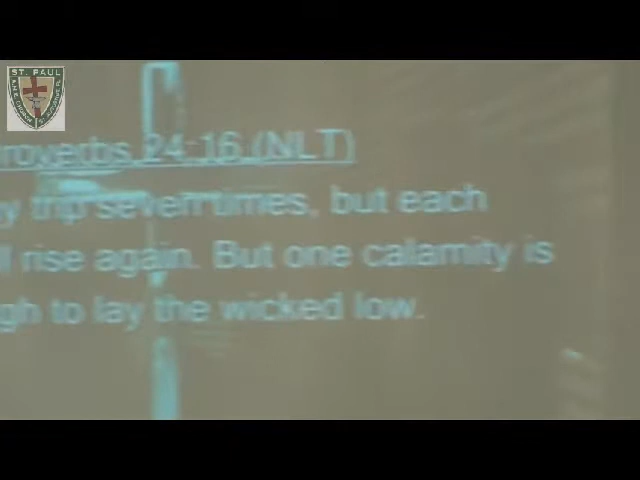 ST. PAUL
roverbs 24:16 (NLT)
y trip seven times, but each
l rise again. But one calamity is
gh to lay the wicked low.